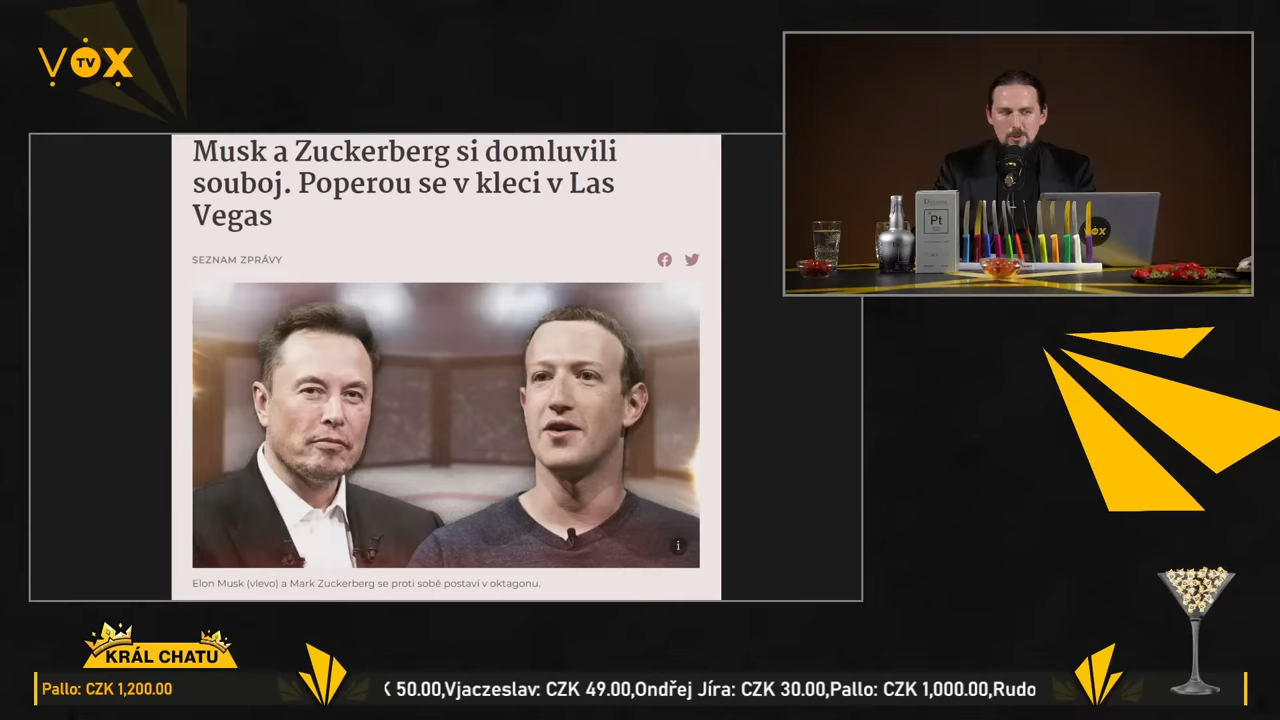 VOX
TV
Musk a Zuckerberg si domluvili
souboj. Poperou se v kleci v Las
Vegas
SEZNAM ZPRÁVY
i
Elon Musk (vlevo) a Mark Zuckerberg se proti sobě postaví v oktagonu.
Pt
VOX
KRÁL CHATU
Pallo: CZK 1,200.00
50.00,Vjaczeslav: CZK 49.00,Ondřej Jíra: CZK 30.00,Pallo: CZK 1,000.00,Rudo